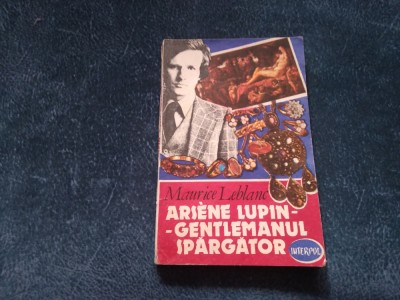 Maurice Leblanc
ARSÈNE LUPIN-
-GENTLEMANUL
SPĂRGĂTOR
INTERPOL